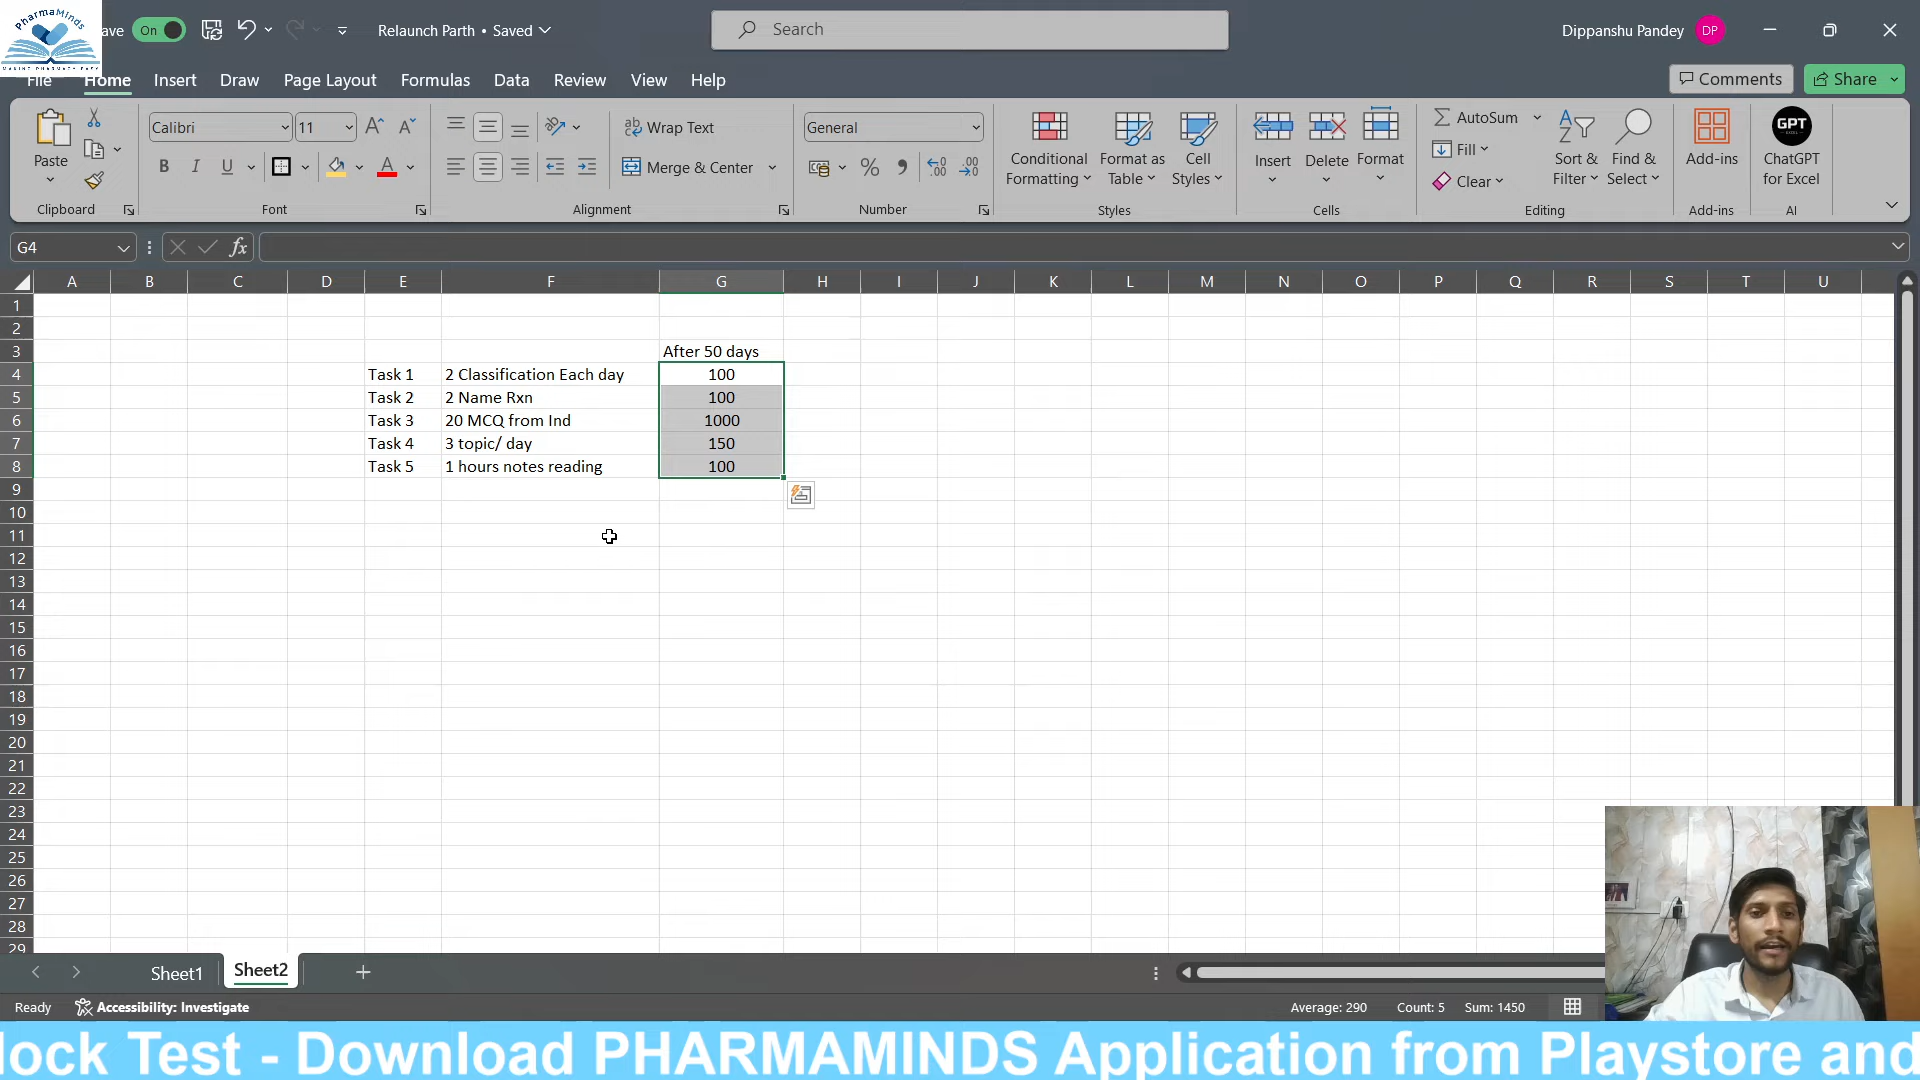 PharmaMinds
MAKING PHARMACY EASY
ave On Relaunch Parth • Saved Search Dippanshu Pandey DP
File Home Insert Draw Page Layout Formulas Data Review View Help Comments Share
Paste
Clipboard
Calibri 11
B I U A
Font
Wrap Text
Merge & Center
Alignment
General
% 9
Number
Conditional Formatting
Format as Table
Cell Styles
Styles
Insert Delete Format
Cells
AutoSum
Fill
Clear
Sort & Filter
Find & Select
Editing
Add-ins
Add-ins
GPT
ChatGPT for Excel
AI
G4 fx
A B C D E F G H I J K L M N O P Q R S T U
1
2
3 After 50 days
4 Task 1 2 Classification Each day 100
5 Task 2 2 Name Rxn 100
6 Task 3 20 MCQ from Ind 1000
7 Task 4 3 topic/ day 150
8 Task 5 1 hours notes reading 100
9
10
11
12
13
14
15
16
17
18
19
20
21
22
23
24
25
26
27
28
29
Sheet1 Sheet2
Ready Accessibility: Investigate Average: 290 Count: 5 Sum: 1450
lock Test - Download PHARMAMINDS Application from Playstore and